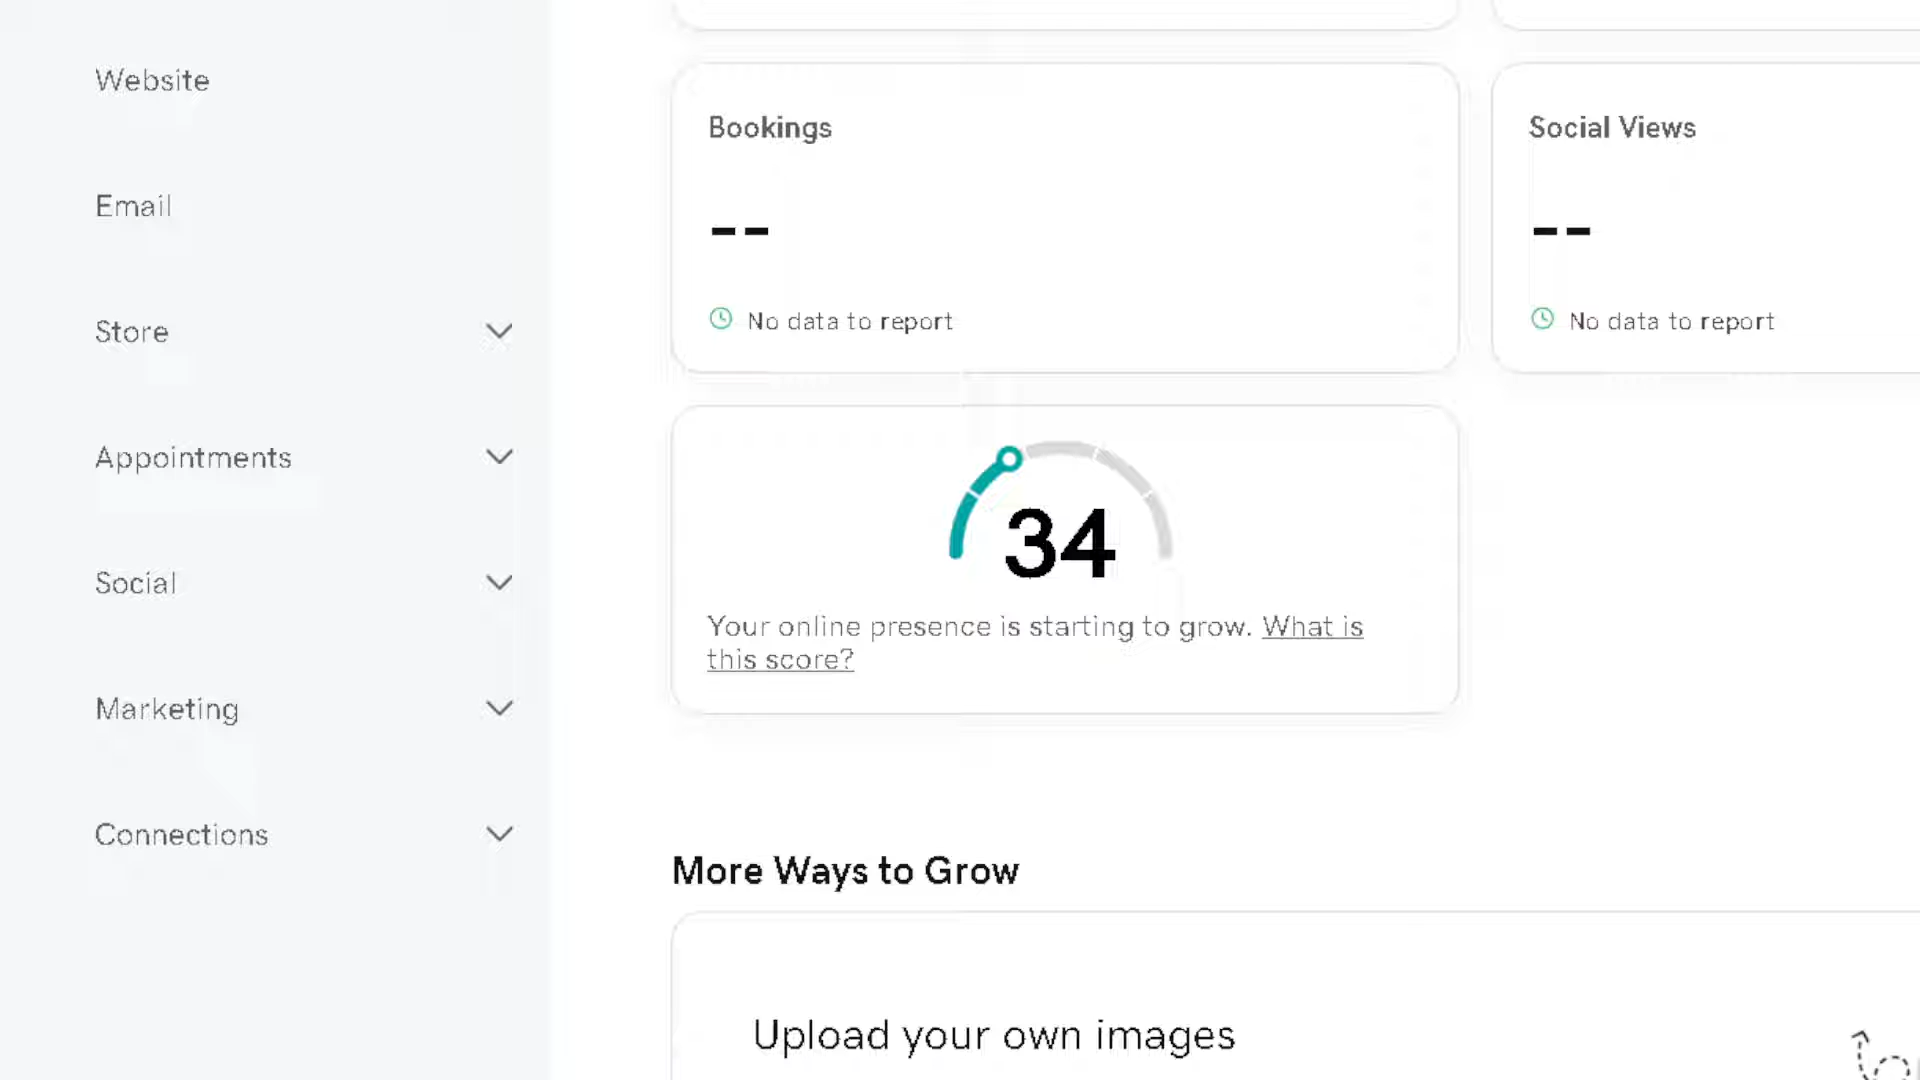 Website
Email
Store
Appointments
Social
Marketing
Connections
Bookings
--
No data to report
Social Views
--
No data to report
34
Your online presence is starting to grow. What is
this score?
More Ways to Grow
Upload your own images